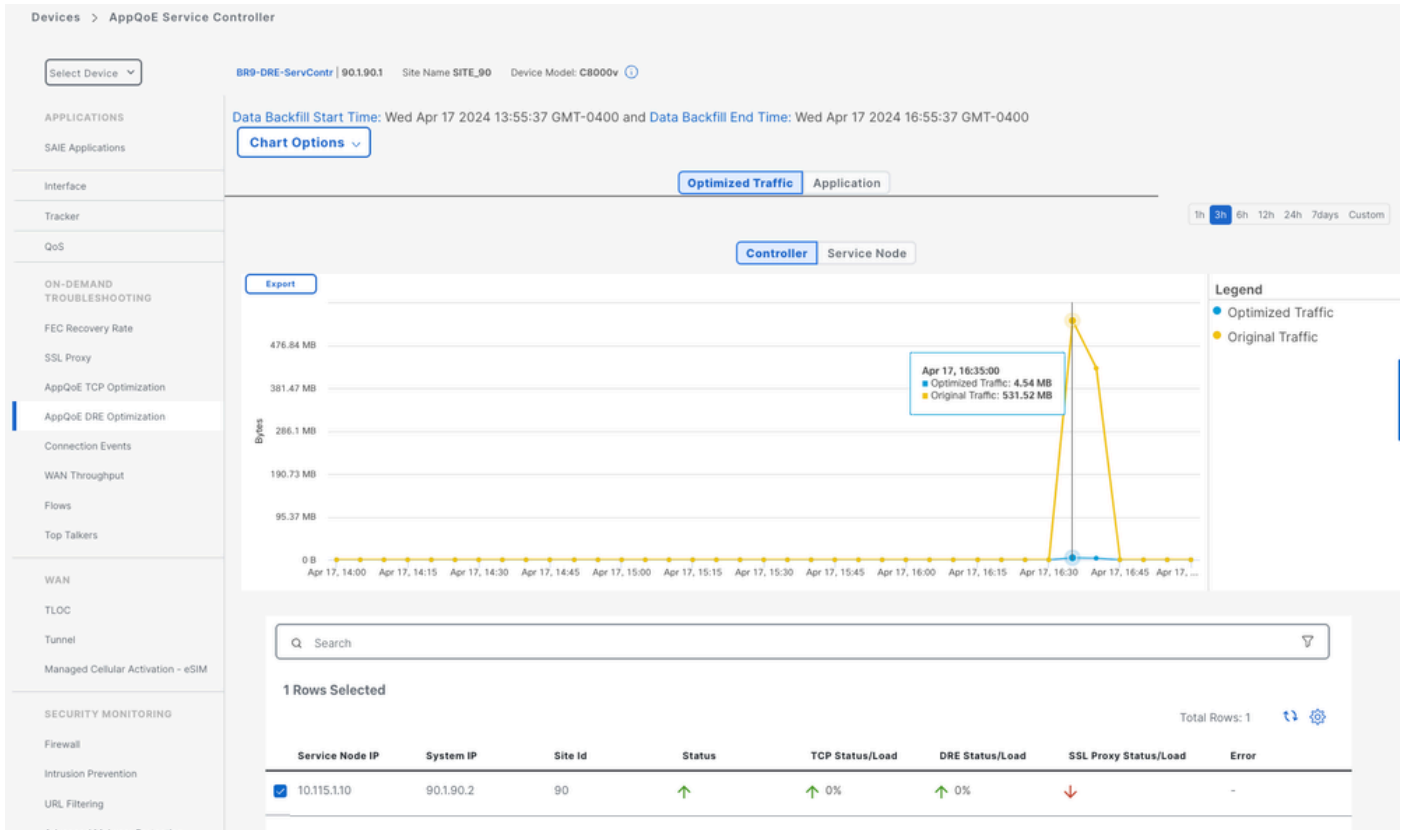 Devices > AppQoE Service Controller
Select Device
BR9-DRE-ServContr | 90.1.90.1 Site Name SITE_90 Device Model: C8000v
APPLICATIONS
SAIE Applications
Interface
Tracker
QoS
ON-DEMAND
TROUBLESHOOTING
FEC Recovery Rate
SSL Proxy
AppQoE TCP Optimization
AppQoE DRE Optimization
Connection Events
WAN Throughput
Flows
Top Talkers
WAN
TLOC
Tunnel
Managed Cellular Activation - eSIM
SECURITY MONITORING
Firewall
Intrusion Prevention
URL Filtering
Data Backfill Start Time: Wed Apr 17 2024 13:55:37 GMT-0400 and Data Backfill End Time: Wed Apr 17 2024 16:55:37 GMT-0400
Chart Options
Optimized Traffic Application
1h 3h 6h 12h 24h 7days Custom
Controller Service Node
Export
Legend
Optimized Traffic
Original Traffic
Bytes
476.84 MB
381.47 MB
286.1 MB
190.73 MB
95.37 MB
0 B
Apr 17, 16:35:00
Optimized Traffic: 4.54 MB
Original Traffic: 531.52 MB
Apr 17, 14:00 Apr 17, 14:15 Apr 17, 14:30 Apr 17, 14:45 Apr 17, 15:00 Apr 17, 15:15 Apr 17, 15:30 Apr 17, 15:45 Apr 17, 16:00 Apr 17, 16:15 Apr 17, 16:30 Apr 17, 16:45 Apr 17, ...
Search
1 Rows Selected
Total Rows: 1
Service Node IP System IP Site Id Status TCP Status/Load DRE Status/Load SSL Proxy Status/Load Error
10.115.1.10 90.1.90.2 90 0% 0% -